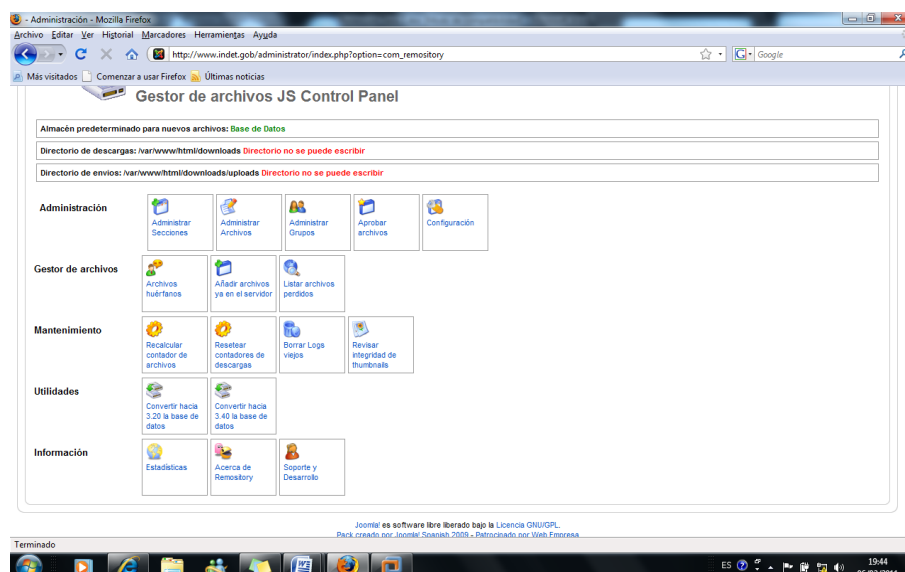 - Administración - Mozilla Firefox
Archivo Editar Ver Historial Marcadores Herramientas Ayuda
http://www.indet.gob/administrator/index.php?option=com_remository
Google
Más visitados Comenzar a usar Firefox Últimas noticias
Gestor de archivos JS Control Panel
Almacén predeterminado para nuevos archivos: Base de Datos
Directorio de descargas: /var/www/html/downloads Directorio no se puede escribir
Directorio de envios: /var/www/html/downloads/uploads Directorio no se puede escribir
Administración
Administrar Secciones
Administrar Archivos
Administrar Grupos
Aprobar archivos
Configuración
Gestor de archivos
Archivos huérfanos
Añadir archivos ya en el servidor
Listar archivos perdidos
Mantenimiento
Recalcular contador de archivos
Resetear contadores de descargas
Borrar Logs viejos
Revisar integridad de thumbnails
Utilidades
Convertir hacia 3.20 la base de datos
Convertir hacia 3.40 la base de datos
Información
Estadísticas
Acerca de Remository
Soporte y Desarrollo
Joomla! es software libre liberado bajo la Licencia GNU/GPL.
Pack creado por Joomla! Spanish 2009 - Patrocinado por Web Empresa
Terminado
ES
19:44